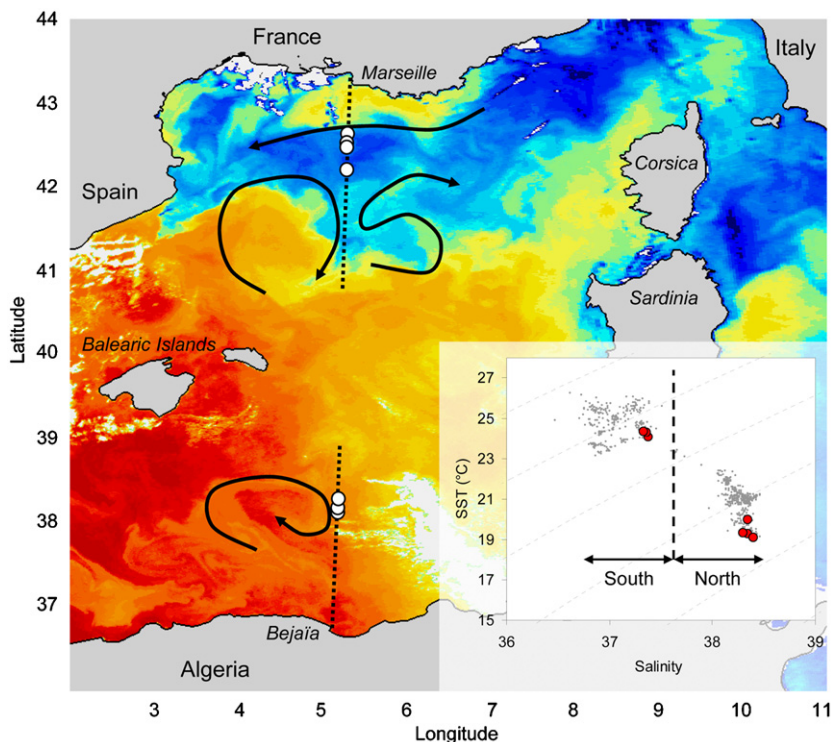 44
43
42
41
40
39
38
37
36
Latitude
France
Marseille
Italy
Spain
Corsica
Sardinia
Balearic Islands
Bejaïa
Algeria
27
25
23
21
19
17
15
SST (°C)
South
North
36
37
38
39
Salinity
3
4
5
6
7
8
9
10
11
Longitude